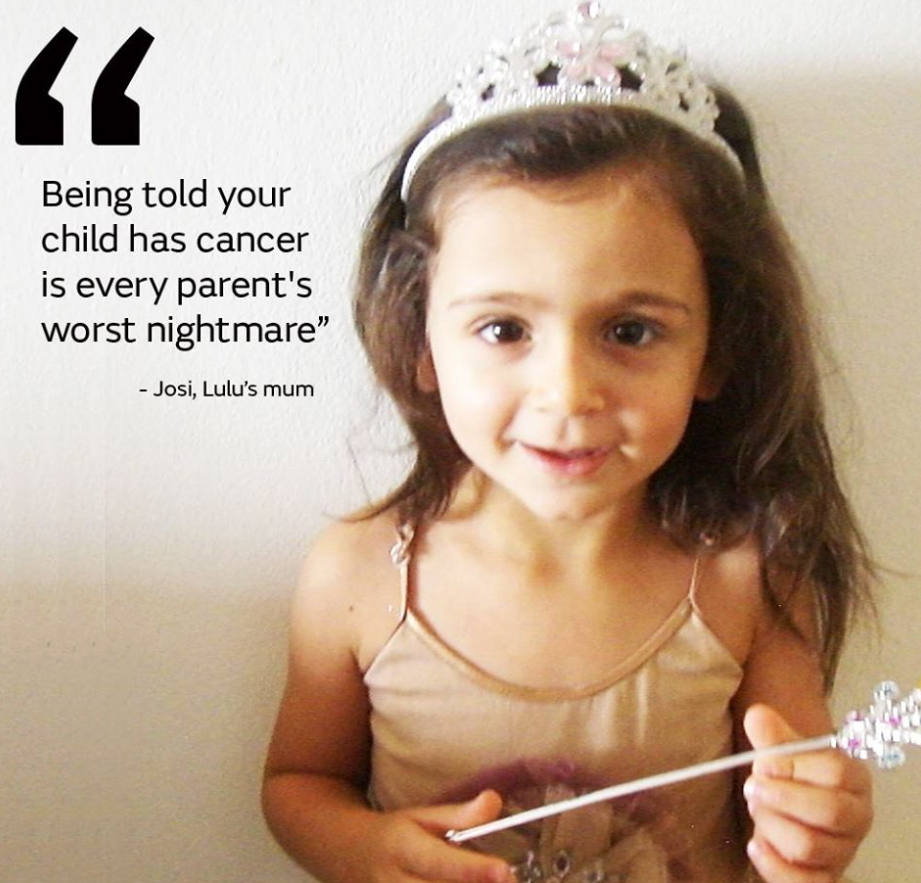 “
Being told your
child has cancer
is every parent's
worst nightmare”
- Josi, Lulu’s mum